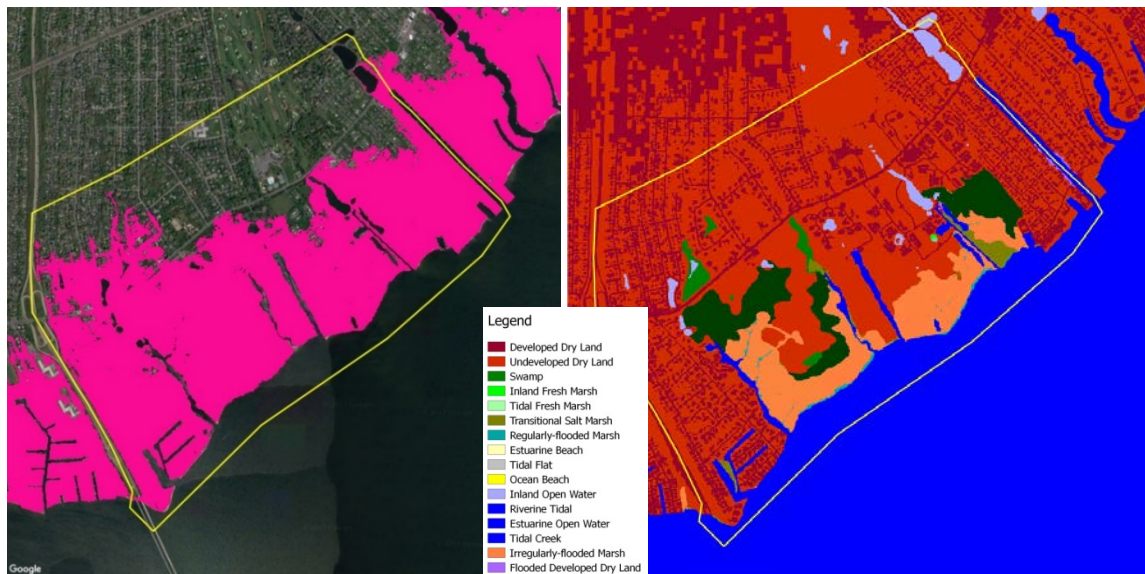 Google
Legend
Developed Dry Land
Undeveloped Dry Land
Swamp
Inland Fresh Marsh
Tidal Fresh Marsh
Transitional Salt Marsh
Regularly-flooded Marsh
Estuarine Beach
Tidal Flat
Ocean Beach
Inland Open Water
Riverine Tidal
Estuarine Open Water
Tidal Creek
Irregularly-flooded Marsh
Flooded Developed Dry Land